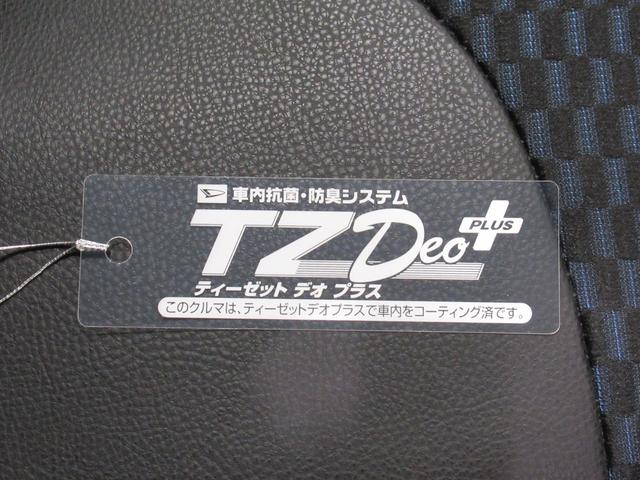 車内抗菌・防臭システム
TZ Deo PLUS
ティーゼット デオ プラス
このクルマは、ティーゼットデオプラスで車内をコーティング済です。